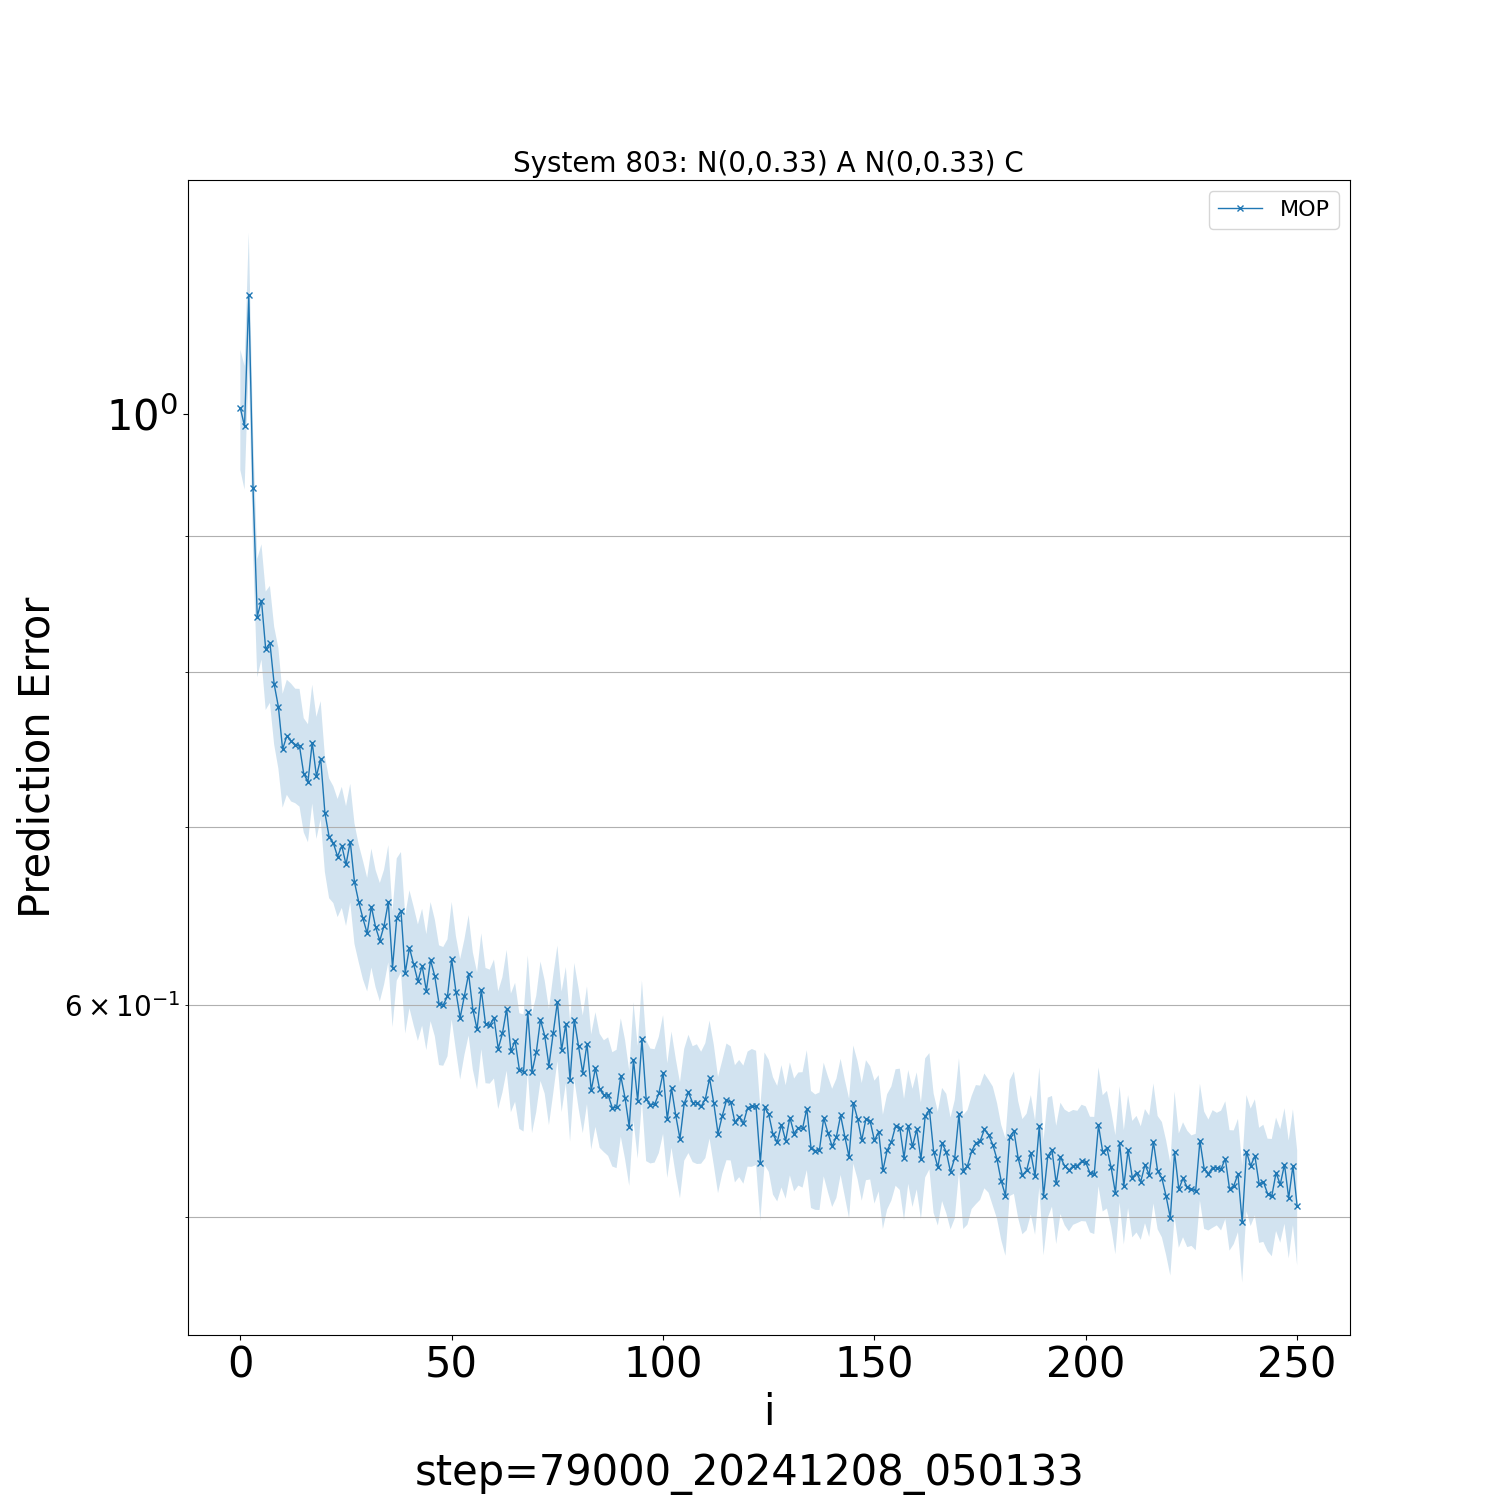 System 803: N(0,0.33) A N(0,0.33) C
MOP
10⁰
6 × 10⁻¹
Prediction Error
0 50 100 150 200 250
i
step=79000_20241208_050133